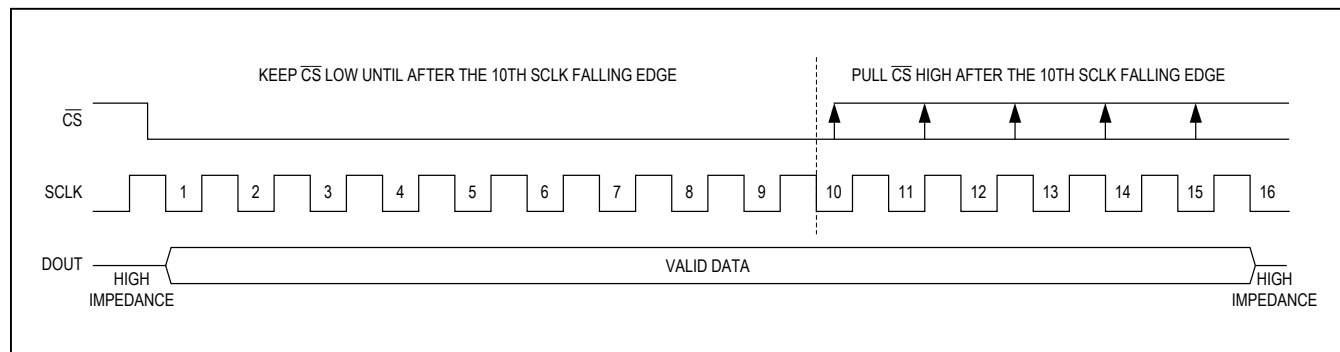 KEEP CS LOW UNTIL AFTER THE 10TH SCLK FALLING EDGE
PULL CS HIGH AFTER THE 10TH SCLK FALLING EDGE
CS
SCLK
1 2 3 4 5 6 7 8 9 10 11 12 13 14 15 16
DOUT
VALID DATA
HIGH
IMPEDANCE
HIGH
IMPEDANCE